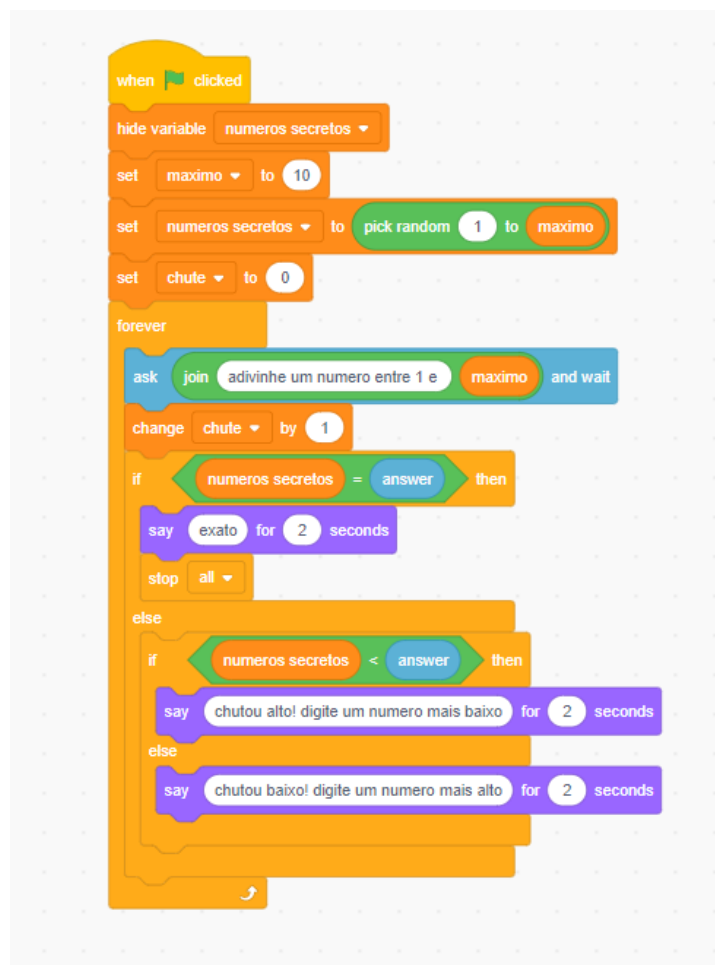 when clicked
hide variable numeros secretos
set maximo to 10
set numeros secretos to pick random 1 to maximo
set chute to 0
forever
ask join adivinhe um numero entre 1 e maximo and wait
change chute by 1
if numeros secretos = answer then
say exato for 2 seconds
stop all
else
if numeros secretos < answer then
say chutou alto! digite um numero mais baixo for 2 seconds
else
say chutou baixo! digite um numero mais alto for 2 seconds